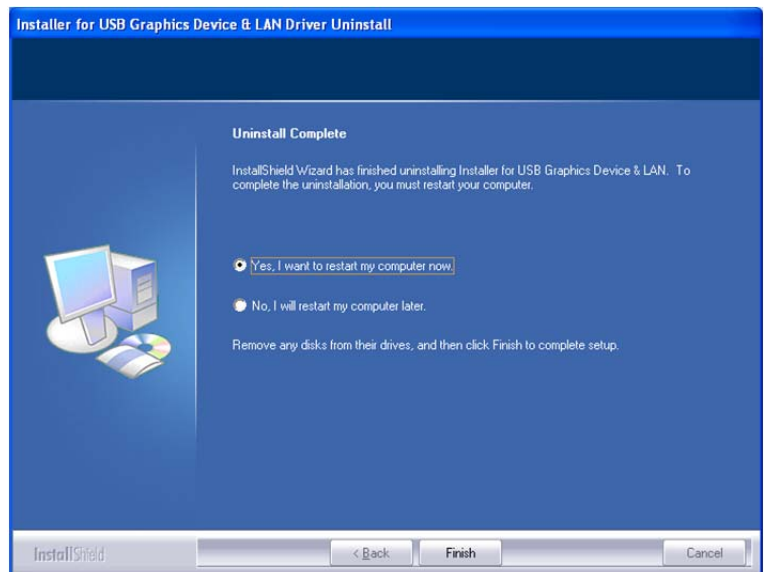 Installer for USB Graphics Device & LAN Driver Uninstall
Uninstall Complete
InstallShield Wizard has finished uninstalling Installer for USB Graphics Device & LAN. To
complete the uninstallation, you must restart your computer.
Yes, I want to restart my computer now.
No, I will restart my computer later.
Remove any disks from their drives, and then click Finish to complete setup.
InstallShield
< Back
Finish
Cancel